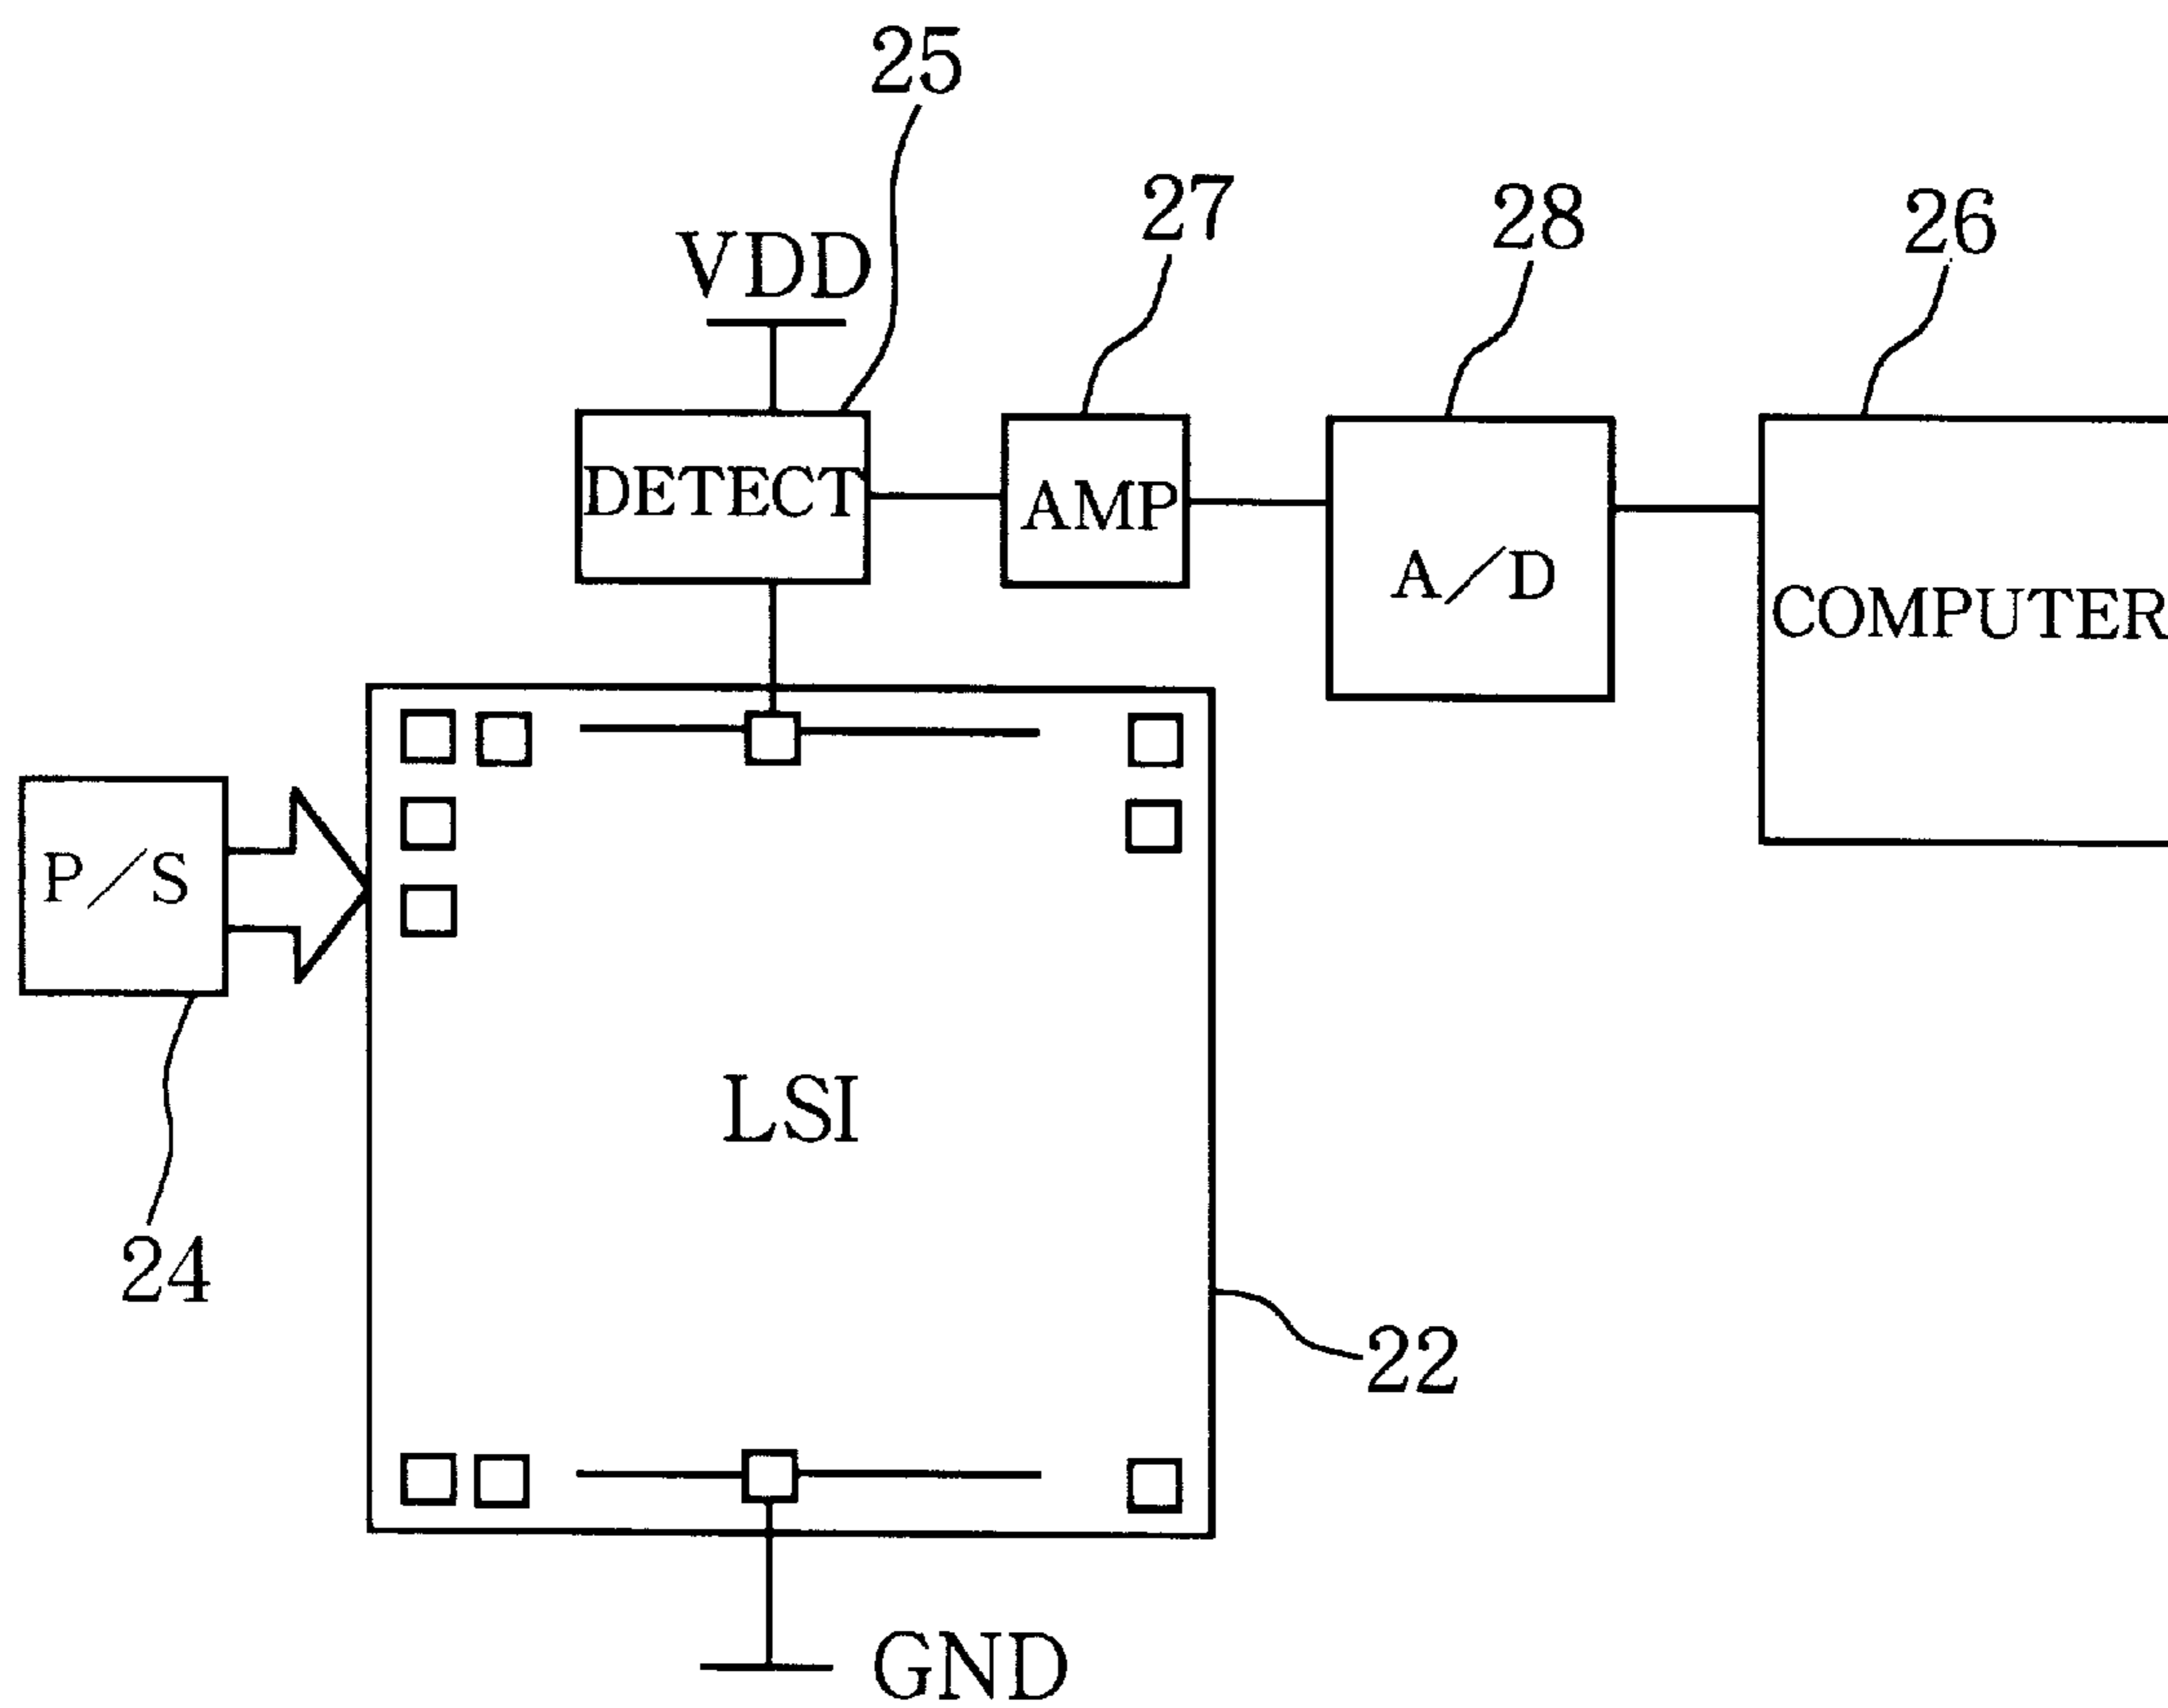 25
27
28
26
VDD
DETECT
AMP
A/D
COMPUTER
P/S
LSI
24
22
GND